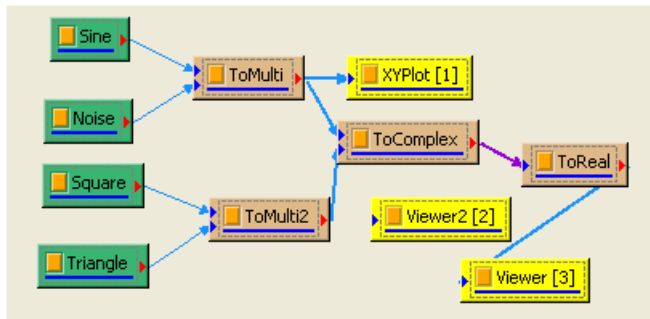 Sine
ToMulti
XYPlot [1]
Noise
ToComplex
ToReal
Square
ToMulti2
Viewer2 [2]
Triangle
Viewer [3]